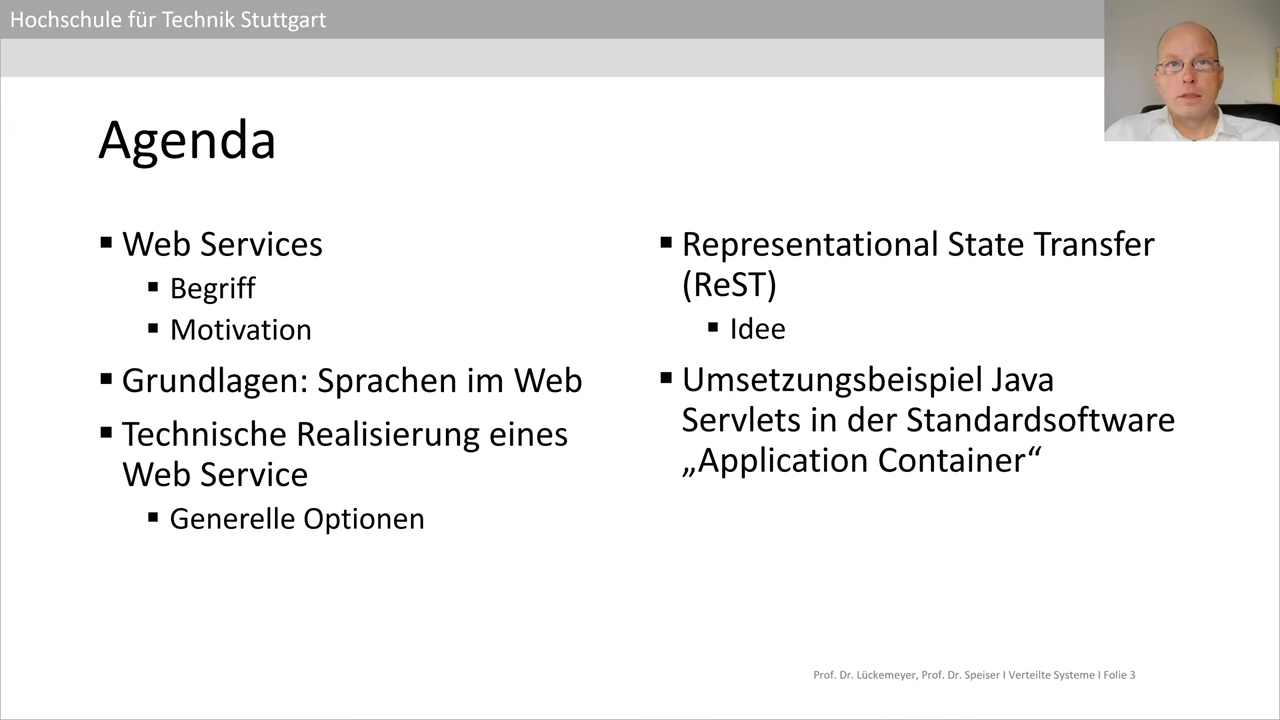 Hochschule für Technik Stuttgart
Agenda
Web Services
Begriff
Motivation
Grundlagen: Sprachen im Web
Technische Realisierung eines
Web Service
Generelle Optionen
Representational State Transfer
(ReST)
Idee
Umsetzungsbeispiel Java
Servlets in der Standardsoftware
„Application Container“
Prof. Dr. Lückemeyer, Prof. Dr. Speiser I Verteilte Systeme I Folie 3